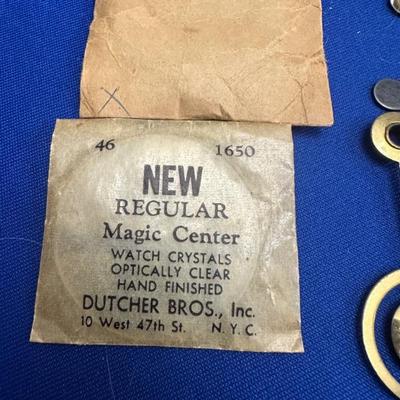 46 1650
NEW
REGULAR
Magic Center
WATCH CRYSTALS
OPTICALLY CLEAR
HAND FINISHED
DUTCHER BROS., Inc.
10 West 47th St. N. Y. C.